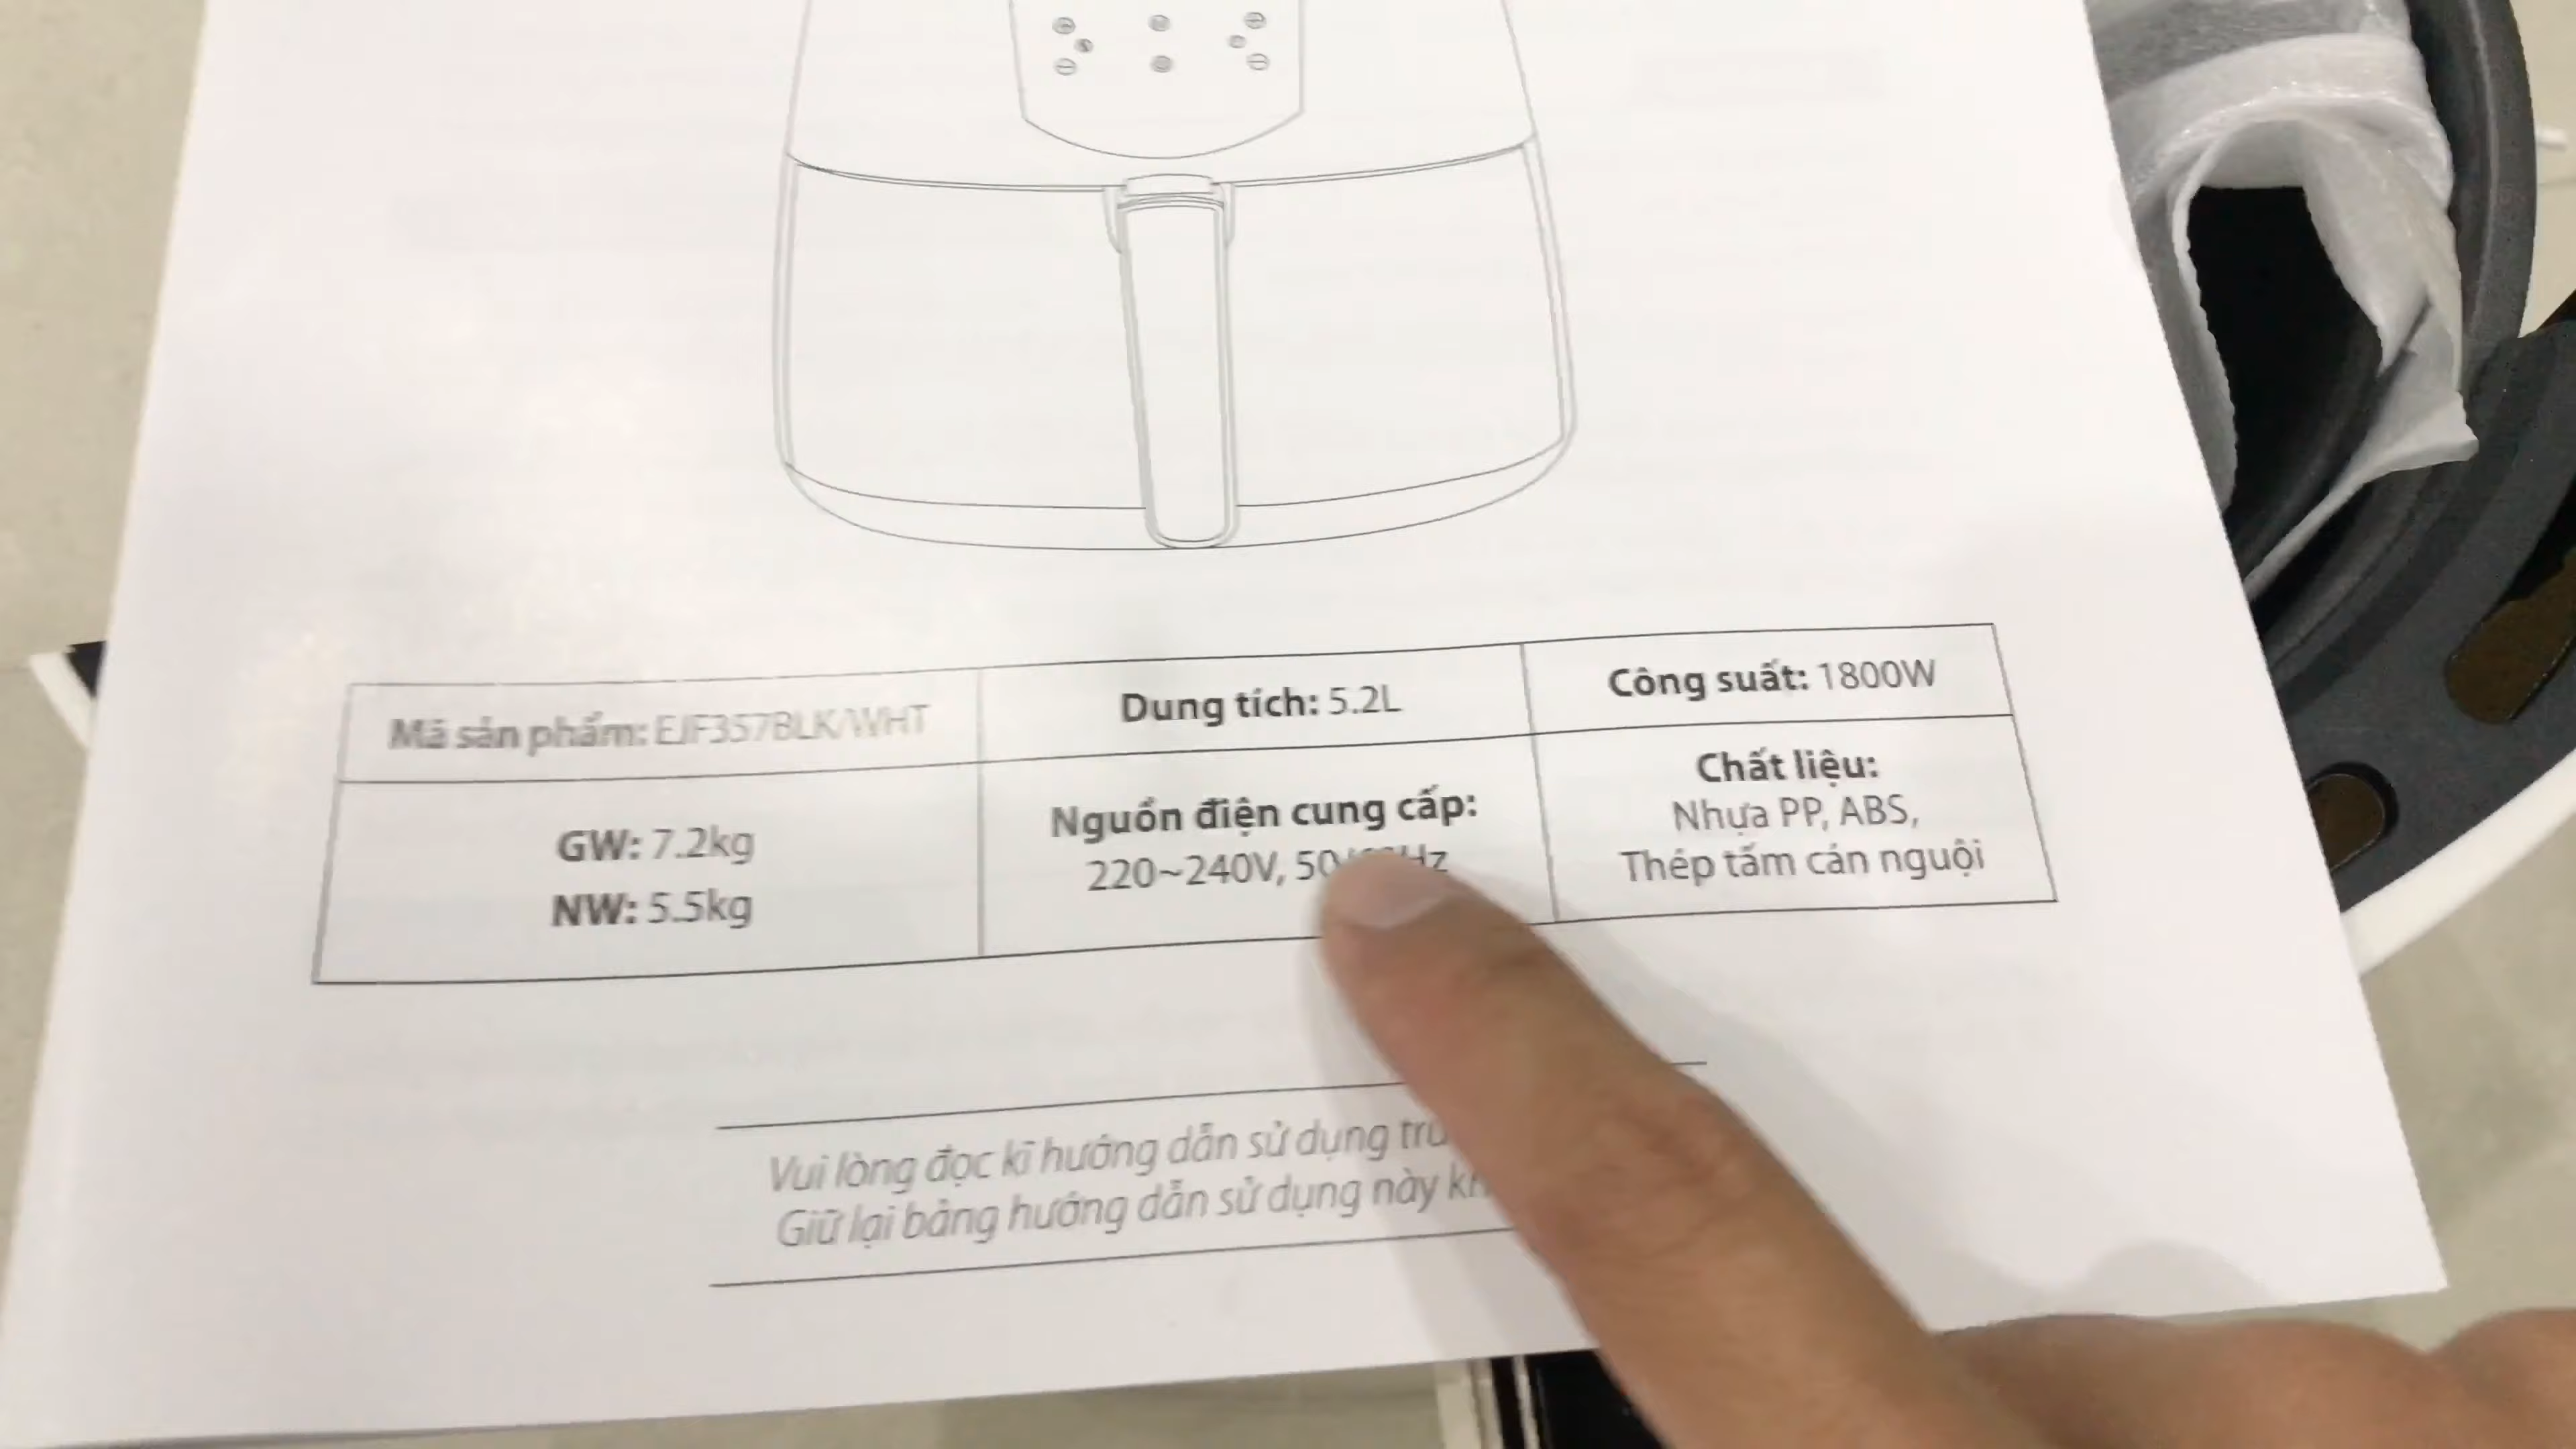 Mã sản phẩm: EJF357BLK/WHT
Dung tích: 5.2L
Công suất: 1800W
GW: 7.2kg
NW: 5.5kg
Nguồn điện cung cấp:
220~240V,
Chất liệu:
Nhựa PP, ABS,
Thép tấm cán nguội
Vui lòng đọc kĩ hướng dẫn sử dụng
Giữ lại bảng hướng dẫn sử dụng này